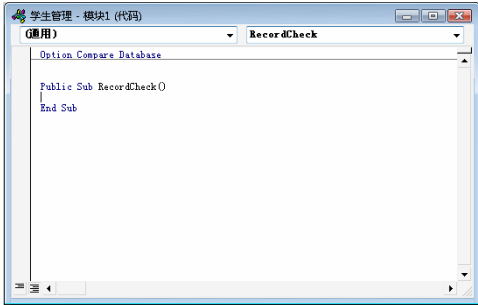 学生管理 - 模块1 (代码)
(通用) RecordCheck
Option Compare Database
Public Sub RecordCheck()
End Sub